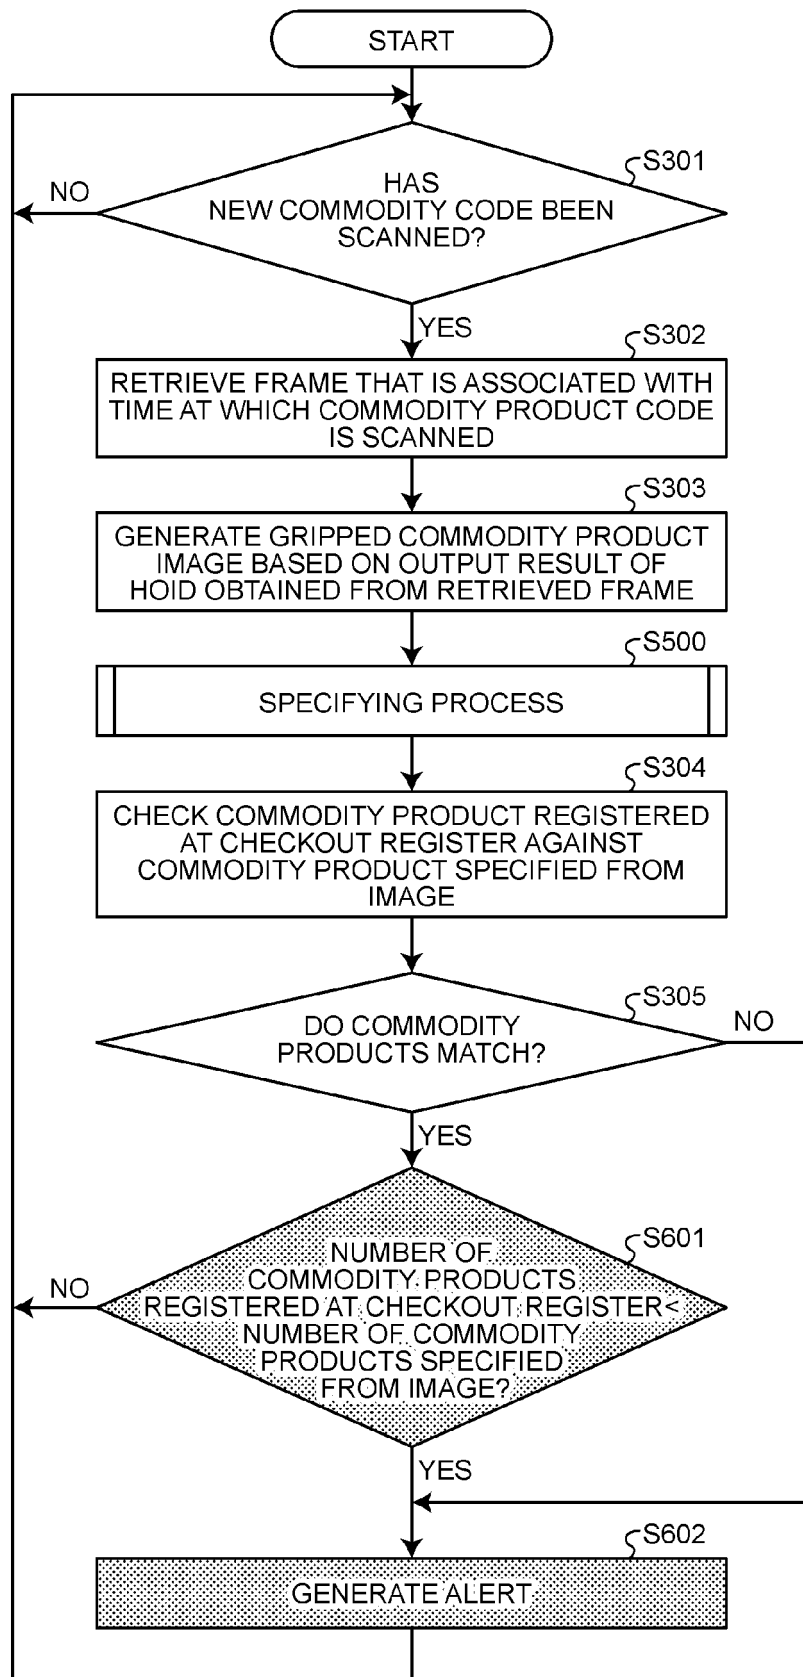 START
S301
HAS
NEW COMMODITY CODE BEEN
SCANNED?
NO
YES
S302
RETRIEVE FRAME THAT IS ASSOCIATED WITH
TIME AT WHICH COMMODITY PRODUCT CODE
IS SCANNED
S303
GENERATE GRIPPED COMMODITY PRODUCT
IMAGE BASED ON OUTPUT RESULT OF
HOID OBTAINED FROM RETRIEVED FRAME
S500
SPECIFYING PROCESS
S304
CHECK COMMODITY PRODUCT REGISTERED
AT CHECKOUT REGISTER AGAINST
COMMODITY PRODUCT SPECIFIED FROM
IMAGE
S305
DO COMMODITY
PRODUCTS MATCH?
NO
YES
S601
NUMBER OF
COMMODITY PRODUCTS
REGISTERED AT CHECKOUT REGISTER<
NUMBER OF COMMODITY
PRODUCTS SPECIFIED
FROM IMAGE?
NO
YES
S602
GENERATE ALERT